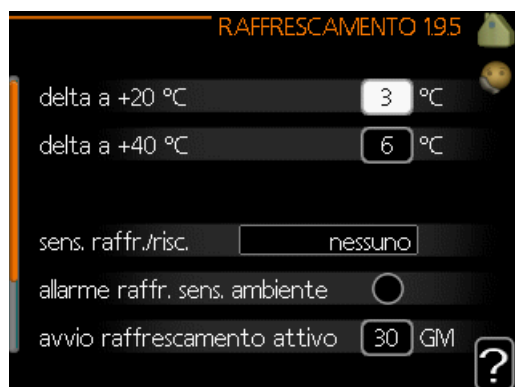 RAFFRESCAMENTO 1.9.5
delta a +20 °C 3 °C
delta a +40 °C 6 °C
sens. raffr./risc. nessuno
allarme raffr. sens. ambiente
avvio raffrescamento attivo 30 GM
?